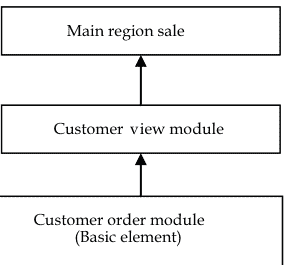 Main region sale
Customer view module
Customer order module
(Basic element)